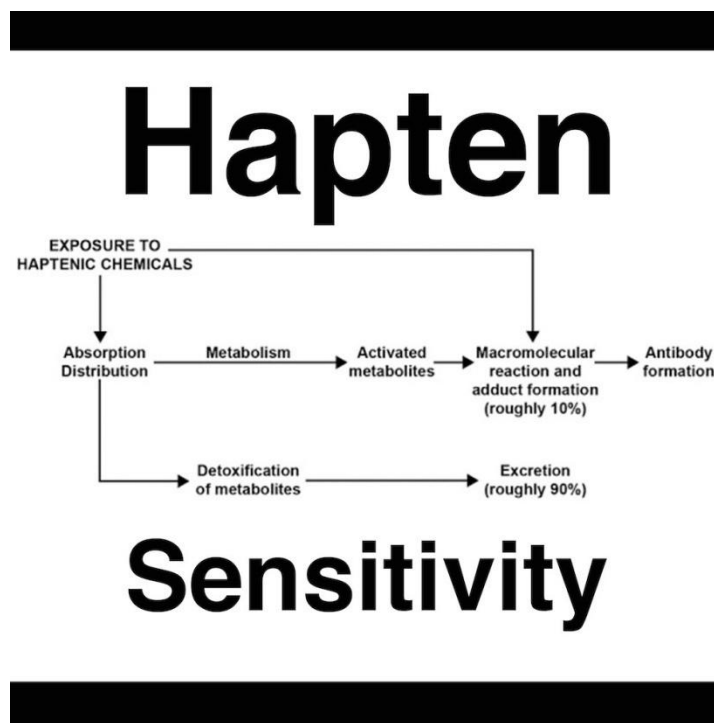 Hapten
EXPOSURE TO
HAPTENIC CHEMICALS
Absorption
Distribution
Metabolism
Activated
metabolites
Macromolecular
reaction and
adduct formation
(roughly 10%)
Antibody
formation
Detoxification
of metabolites
Excretion
(roughly 90%)
Sensitivity